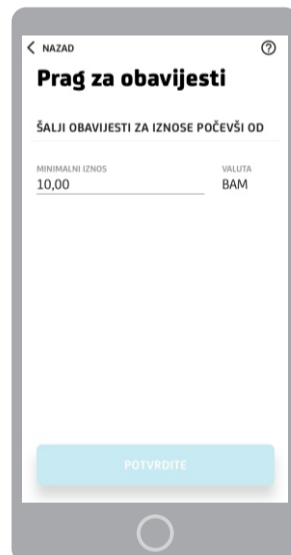 NAZAD
Prag za obavijesti
ŠALJI OBAVIJESTI ZA IZNOSE POČEVŠI OD
MINIMALNI IZNOS VALUTA
10,00 BAM
POTVRDITE